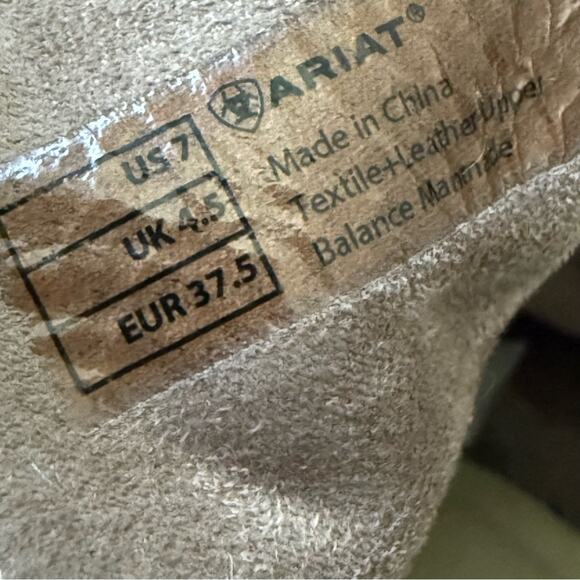 ARIAT®
US 7
UK 4.5
EUR 37.5
Made in China
Textile+Leather Upper
Balance Manmade